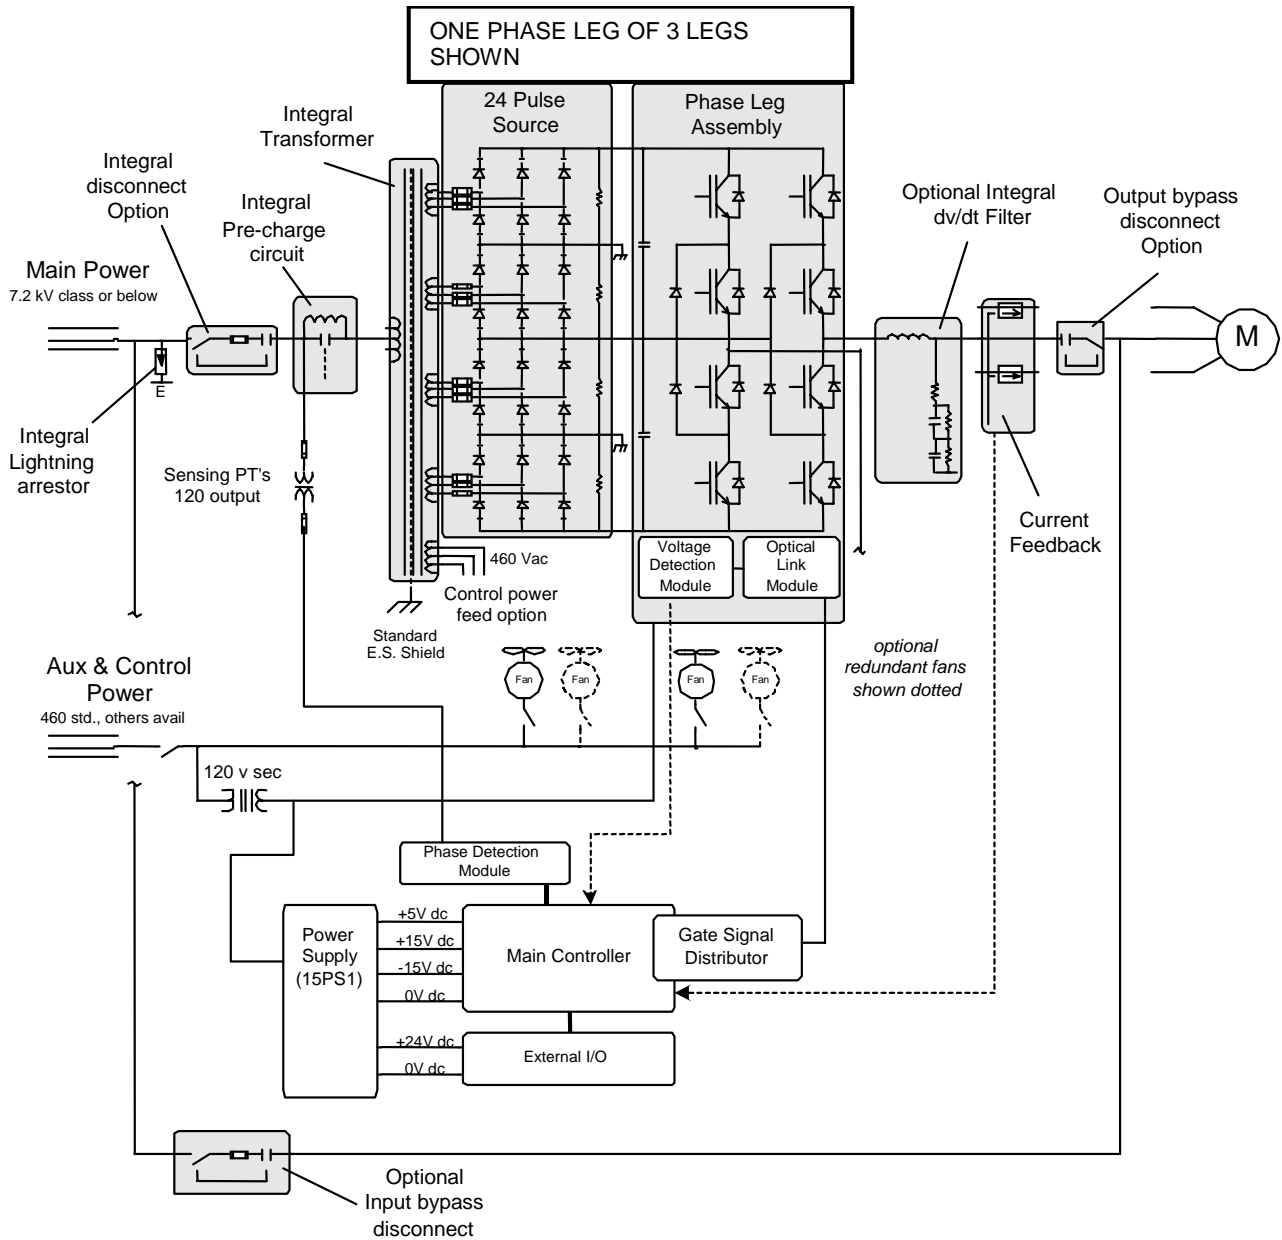 ONE PHASE LEG OF 3 LEGS
SHOWN
24 Pulse
Source
Phase Leg
Assembly
Integral
Transformer
Integral
disconnect
Option
Integral
Pre-charge
circuit
Optional Integral
dv/dt Filter
Output bypass
disconnect
Option
Main Power
7.2 kV class or below
M
E
Integral
Lightning
arrestor
Sensing PT's
120 output
Current
Feedback
460 Vac
Control power
feed option
Voltage
Detection
Module
Optical
Link
Module
Standard
E.S. Shield
optional
redundant fans
shown dotted
Fan
Fan
Fan
Fan
Aux & Control
Power
460 std., others avail
120 v sec
Phase Detection
Module
Power
Supply
(15PS1)
+5V dc
+15V dc
-15V dc
0V dc
+24V dc
0V dc
Main Controller
Gate Signal
Distributor
External I/O
Optional
Input bypass
disconnect